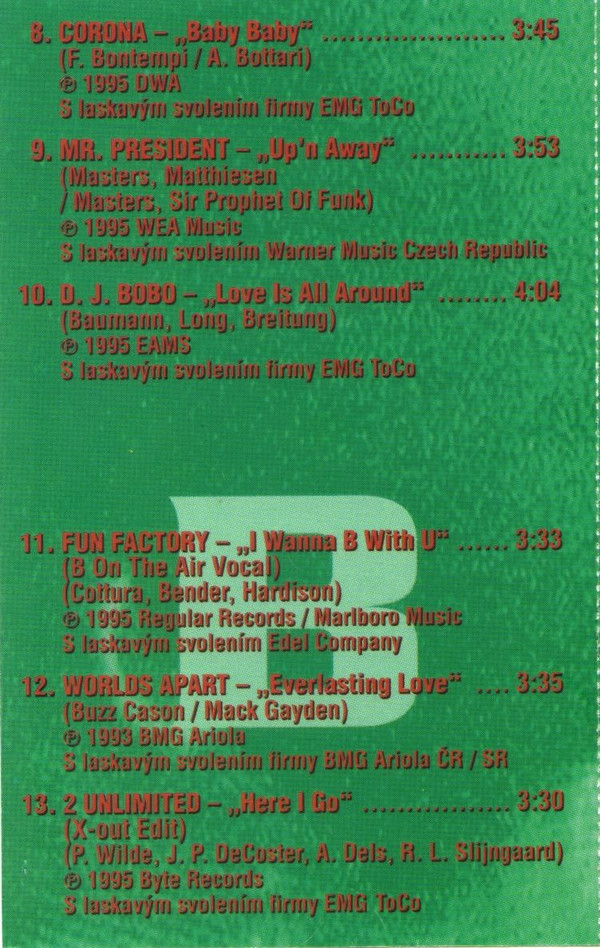 8. CORONA – „Baby Baby“ ..................... 3:45
(F. Bontempi / A. Bottari)
℗ 1995 DWA
S laskavým svolením firmy EMG ToCo
9. MR. PRESIDENT – „Up'n Away“ ........... 3:53
(Masters, Matthiesen
/ Masters, Sir Prophet Of Funk)
℗ 1995 WEA Music
S laskavým svolením Warner Music Czech Republic
10. D. J. BOBO – „Love Is All Around“ ........ 4:04
(Baumann, Long, Breitung)
℗ 1995 EAMS
S laskavým svolením firmy EMG ToCo
B
11. FUN FACTORY – „I Wanna B With U“ ...... 3:33
(B On The Air Vocal)
(Cottura, Bender, Hardison)
℗ 1995 Regular Records / Marlboro Music
S laskavým svolením Edel Company
12. WORLDS APART – „Everlasting Love“ .... 3:35
(Buzz Cason / Mack Gayden)
℗ 1993 BMG Ariola
S laskavým svolením firmy BMG Ariola ČR / SR
13. 2 UNLIMITED – „Here I Go“ ................. 3:30
(X-out Edit)
(P. Wilde, J. P. DeCoster, A. Dels, R. L. Slijngaard)
℗ 1995 Byte Records
S laskavým svolením firmy EMG ToCo